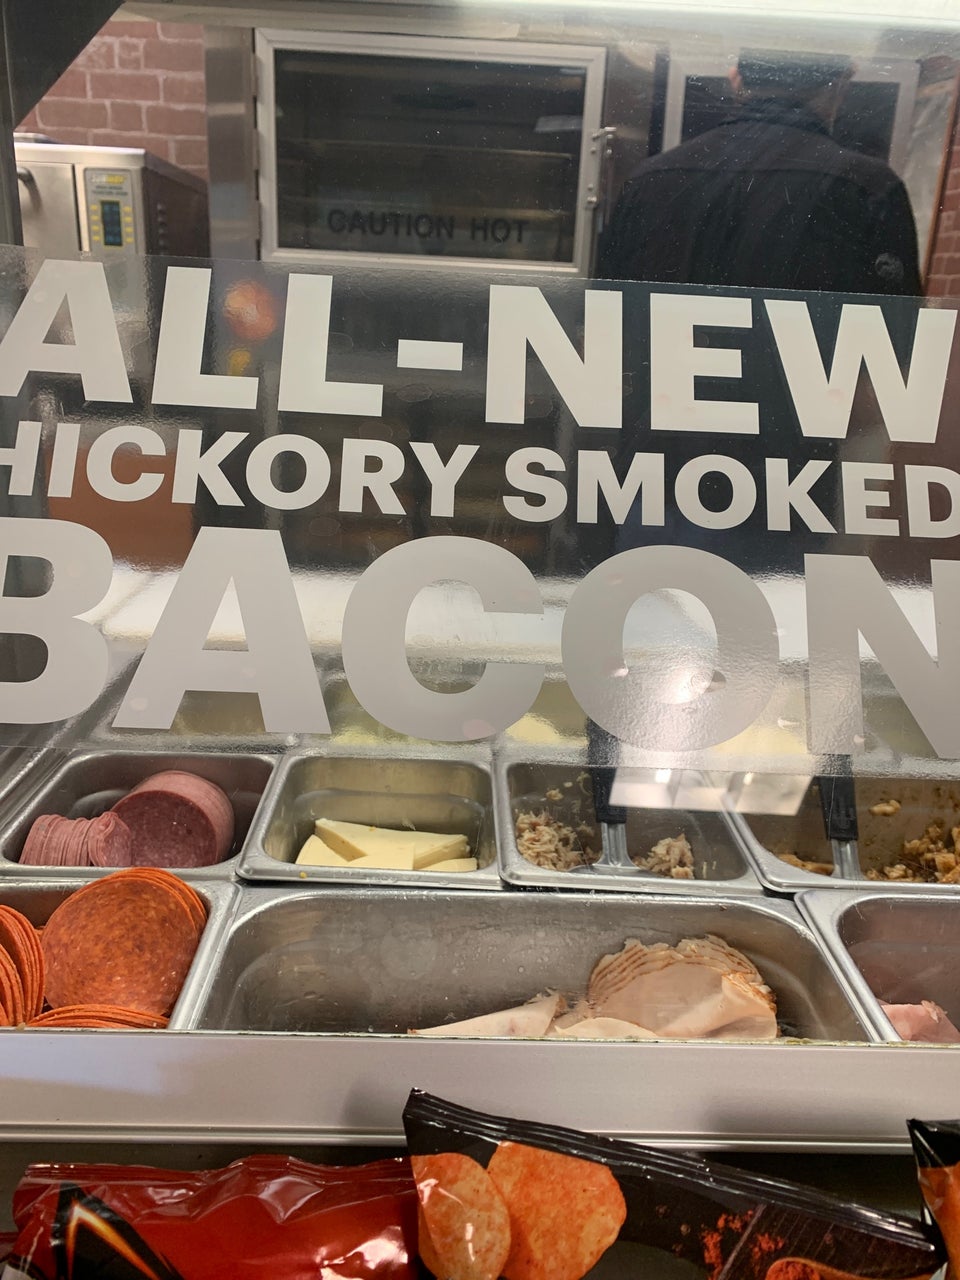 CAUTION HOT
ALL-NEW
HICKORY SMOKED
BACON